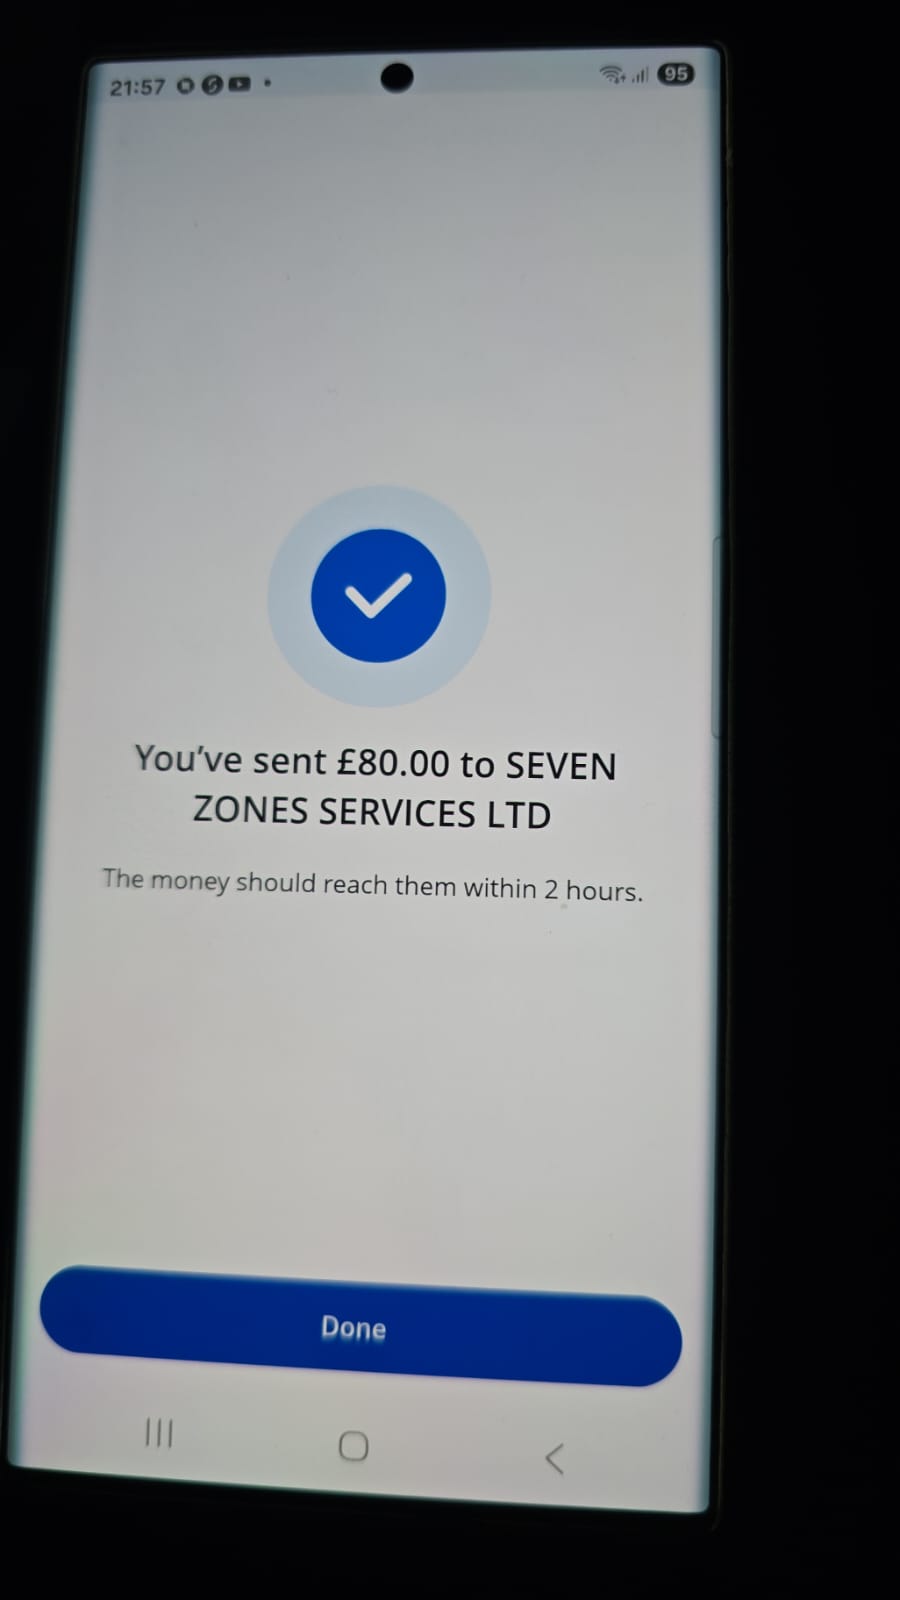 21:57
95
You've sent £80.00 to SEVEN
ZONES SERVICES LTD
The money should reach them within 2 hours.
Done